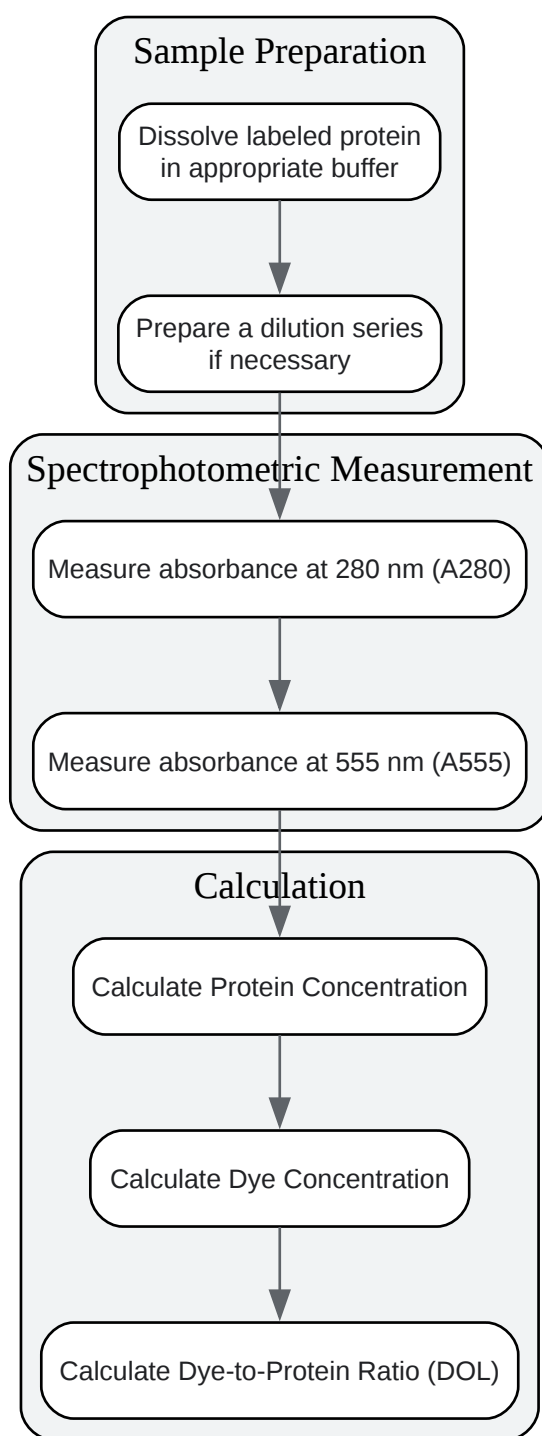 Sample Preparation
Dissolve labeled protein
in appropriate buffer
Prepare a dilution series
if necessary
Spectrophotometric Measurement
Measure absorbance at 280 nm (A280)
Measure absorbance at 555 nm (A555)
Calculation
Calculate Protein Concentration
Calculate Dye Concentration
Calculate Dye-to-Protein Ratio (DOL)